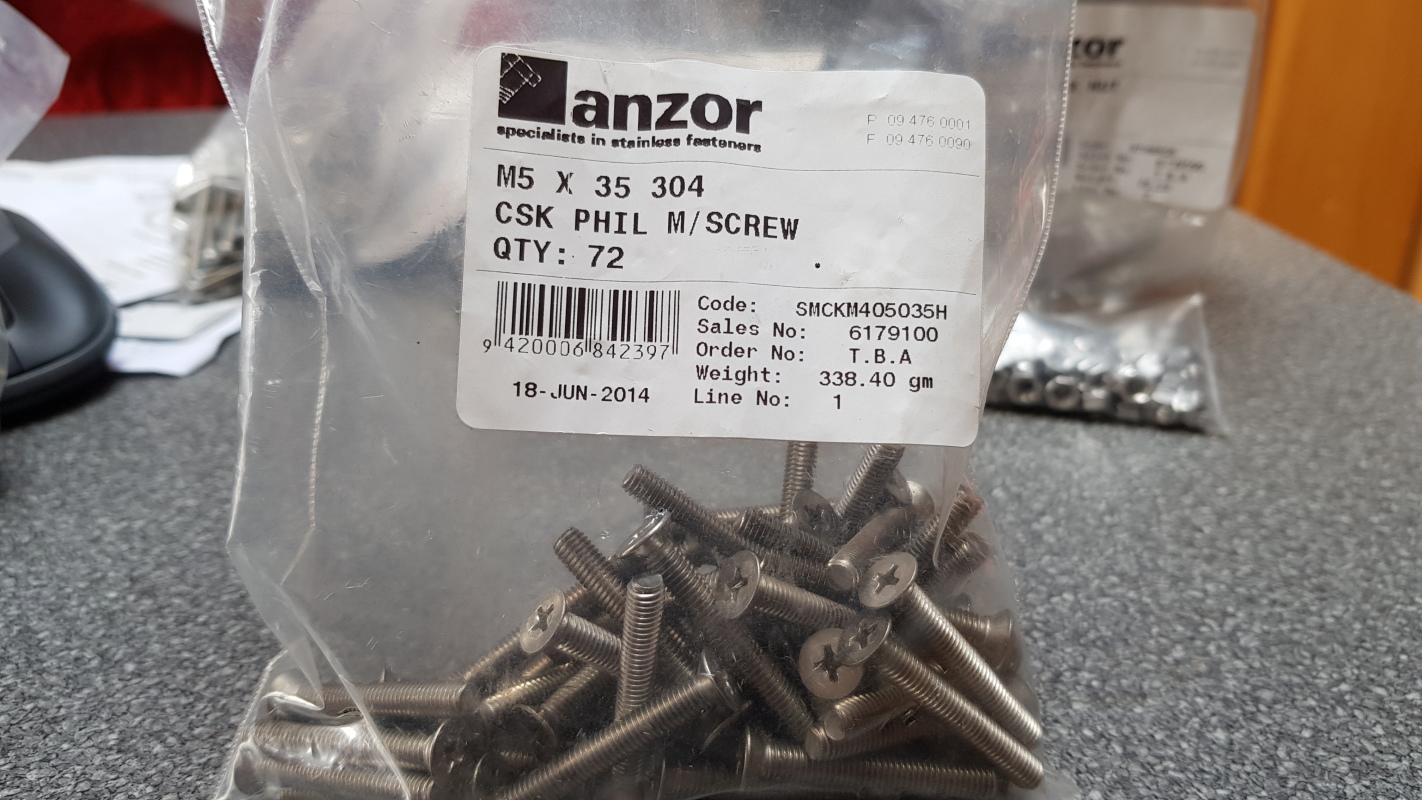 anzor
specialists in stainless fasteners
P 09 476 0001
F 09 476 0090
M5 X 35 304
CSK PHIL M/SCREW
QTY: 72
9 420006 842397
18-JUN-2014
Code: SMCKM405035H
Sales No: 6179100
Order No: T.B.A
Weight: 338.40 gm
Line No: 1
zor
T.B.A